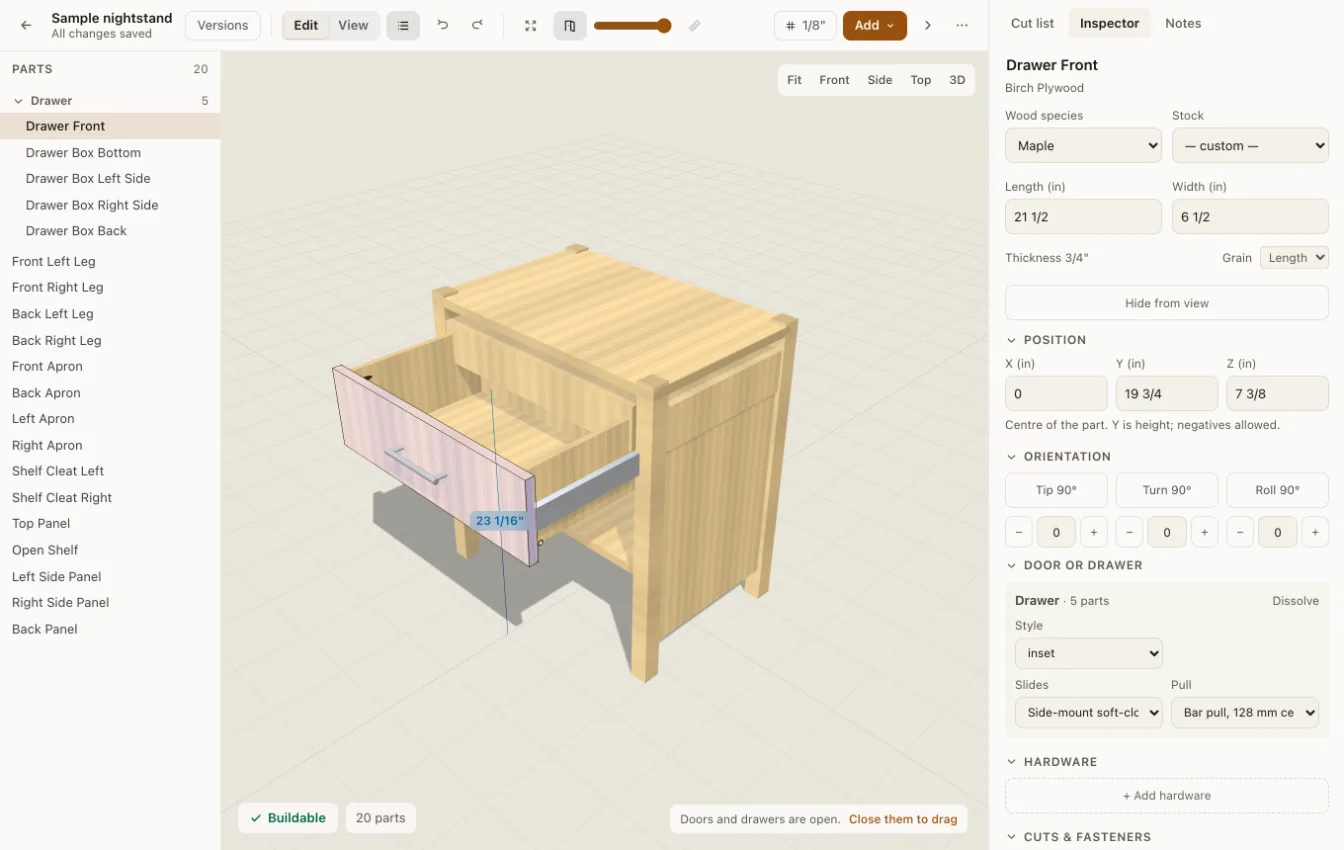 Sample nightstand
All changes saved
Versions
Edit
View
# 1/8"
Add
Cut list
Inspector
Notes
PARTS 20
Drawer 5
Drawer Front
Drawer Box Bottom
Drawer Box Left Side
Drawer Box Right Side
Drawer Box Back
Front Left Leg
Front Right Leg
Back Left Leg
Back Right Leg
Front Apron
Back Apron
Left Apron
Right Apron
Shelf Cleat Left
Shelf Cleat Right
Top Panel
Open Shelf
Left Side Panel
Right Side Panel
Back Panel
Fit Front Side Top 3D
23 1/16"
Buildable
20 parts
Doors and drawers are open. Close them to drag
Drawer Front
Birch Plywood
Wood species Stock
Maple — custom —
Length (in) Width (in)
21 1/2 6 1/2
Thickness 3/4" Grain Length
Hide from view
POSITION
X (in) Y (in) Z (in)
0 19 3/4 7 3/8
Centre of the part. Y is height; negatives allowed.
ORIENTATION
Tip 90° Turn 90° Roll 90°
− 0 + − 0 + − 0 +
DOOR OR DRAWER
Drawer · 5 parts Dissolve
Style
inset
Slides Pull
Side-mount soft-clc Bar pull, 128 mm ce
HARDWARE
+ Add hardware
CUTS & FASTENERS